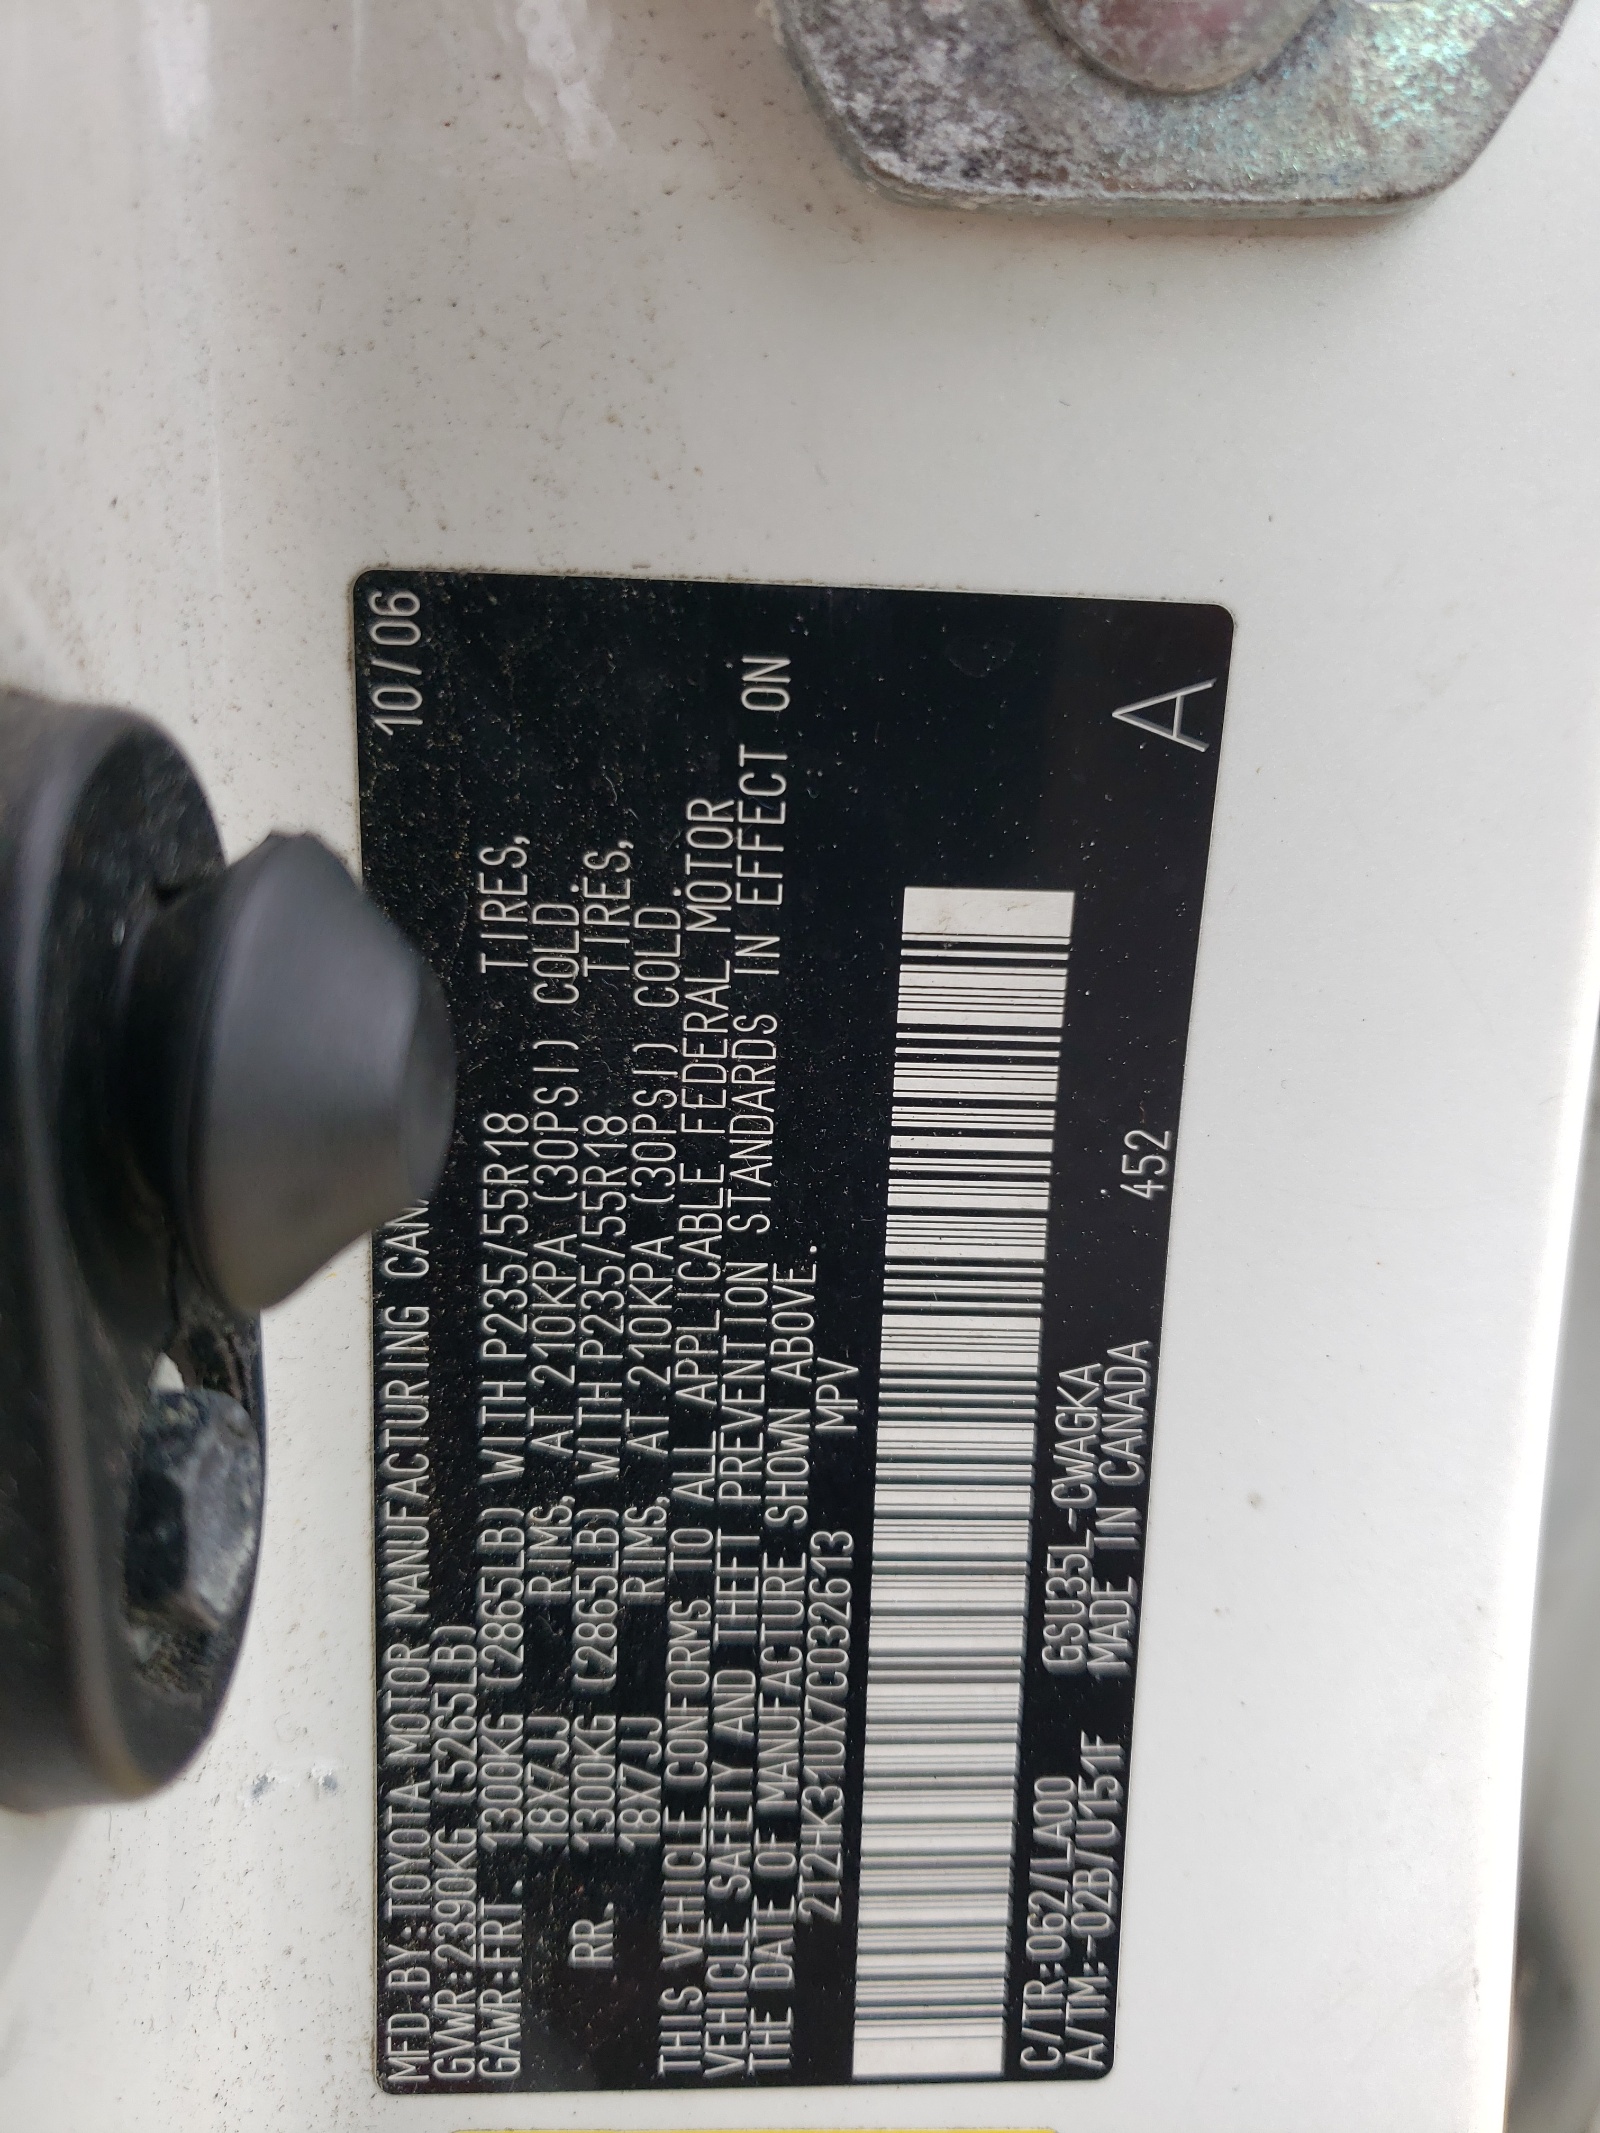 MFD BY:TOYOTA MOTOR MANUFACTURING CAN 10/06
GVWR:2390KG (5265LB)
GAWR:FRT. 1300KG (2865LB) WITH P235/55R18 TIRES,
18X7JJ RIMS, AT 210KPA (30PSI) COLD.
RR. 1300KG (2865LB) WITH P235/55R18 TIRES,
18X7JJ RIMS, AT 210KPA (30PSI) COLD.
THIS VEHICLE CONFORMS TO ALL APPLICABLE FEDERAL MOTOR
VEHICLE SAFETY AND THEFT PREVENTION STANDARDS IN EFFECT ON
THE DATE OF MANUFACTURE SHOWN ABOVE.
2T2HK31UX7C032613 MPV
C/TR:062/LA00 GSU35L-CWAGKA 452 A
A/TM:-02B/U151F MADE IN CANADA